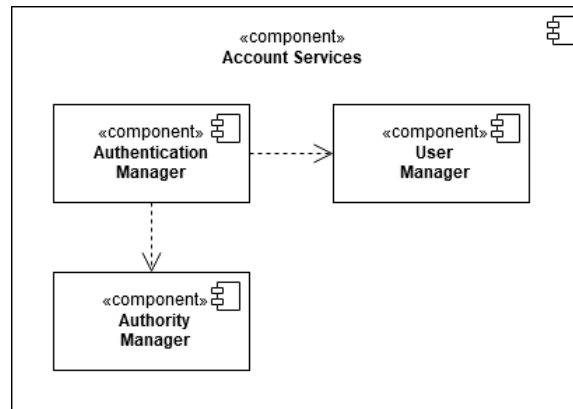 «component»
Account Services
«component»
Authentication
Manager
«component»
User
Manager
«component»
Authority
Manager